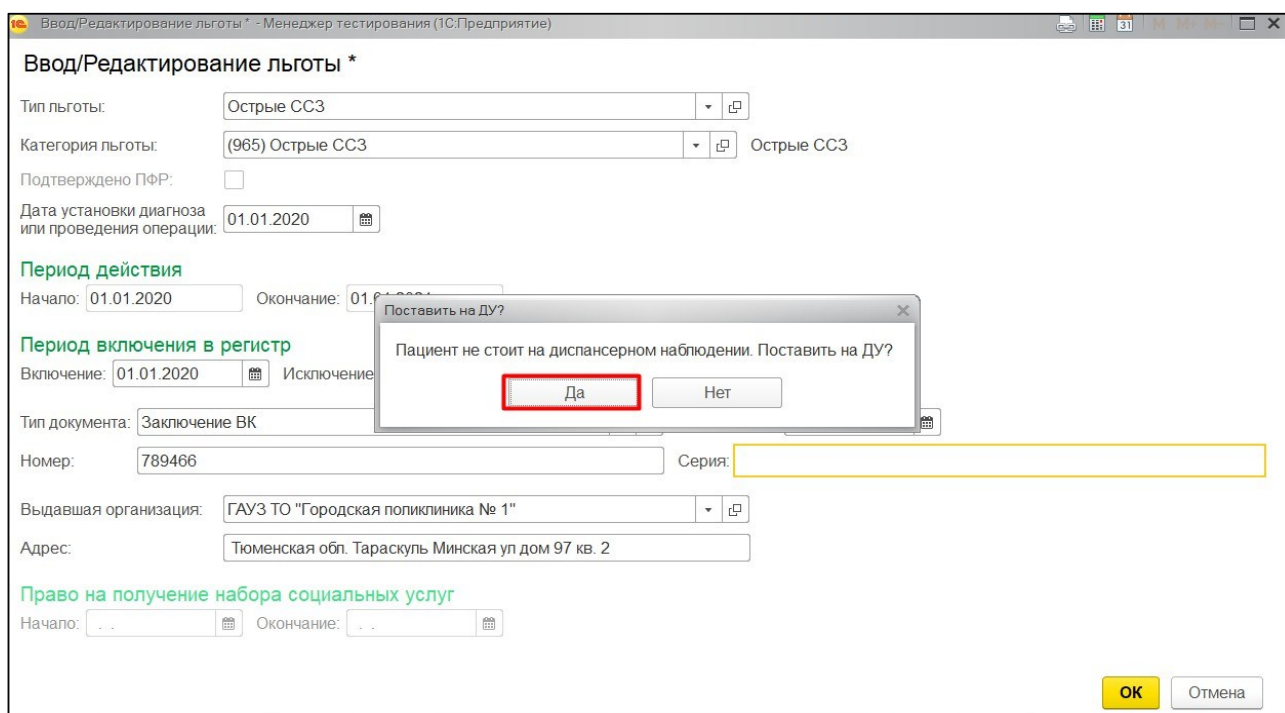 Ввод/Редактирование льготы * - Менеджер тестирования (1С:Предприятие)
31 M M+ M-
Ввод/Редактирование льготы *
Тип льготы: Острые ССЗ
Категория льготы: (965) Острые ССЗ Острые ССЗ
Подтверждено ПФР:
Дата установки диагноза
или проведения операции: 01.01.2020
Период действия
Начало: 01.01.2020 Окончание:
Поставить на ДУ?
Пациент не стоит на диспансерном наблюдении. Поставить на ДУ?
Да Нет
Период включения в регистр
Включение: 01.01.2020 Исключение
Тип документа: Заключение ВК
Номер: 789466 Серия:
Выдавшая организация: ГАУЗ ТО "Городская поликлиника № 1"
Адрес: Тюменская обл. Тараскуль Минская ул дом 97 кв. 2
Право на получение набора социальных услуг
Начало: . . Окончание: . .
ОК Отмена